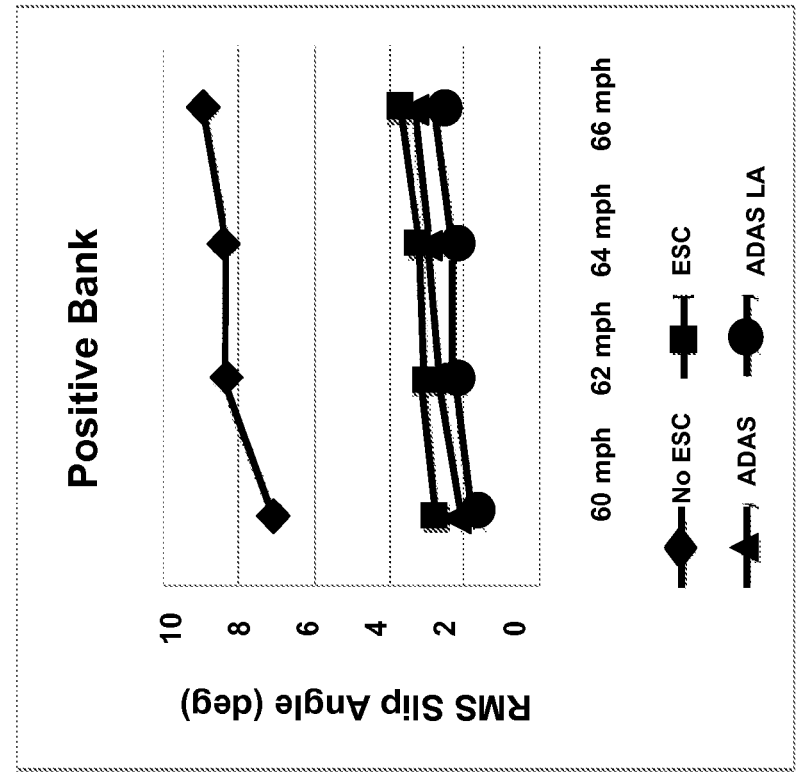 Positive Bank
RMS Slip Angle (deg)
10
8
6
4
2
0
60 mph 62 mph 64 mph 66 mph
No ESC ESC
ADAS ADAS LA